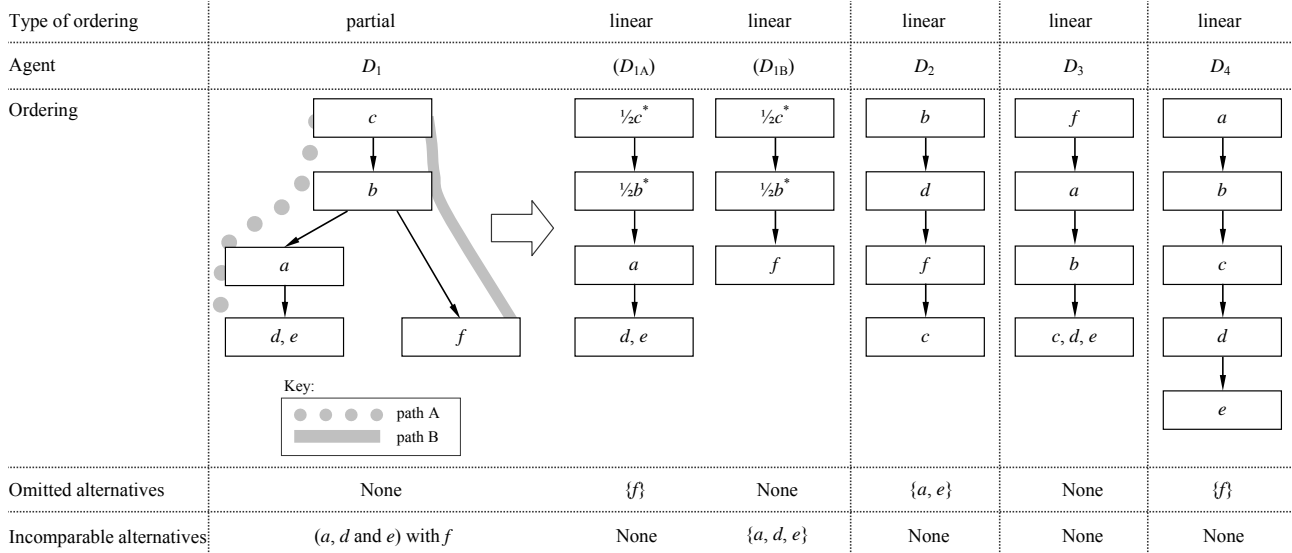 Type of ordering partial linear linear linear linear linear
Agent D₁ (D₁A) (D₁B) D₂ D₃ D₄
Ordering c ½c* ½c* b f a
b ½b* ½b* d a b
a a f f b c
d, e f d, e c c, d, e d
e
Key:
path A
path B
Omitted alternatives None {f} None {a, e} None {f}
Incomparable alternatives (a, d and e) with f None {a, d, e} None None None